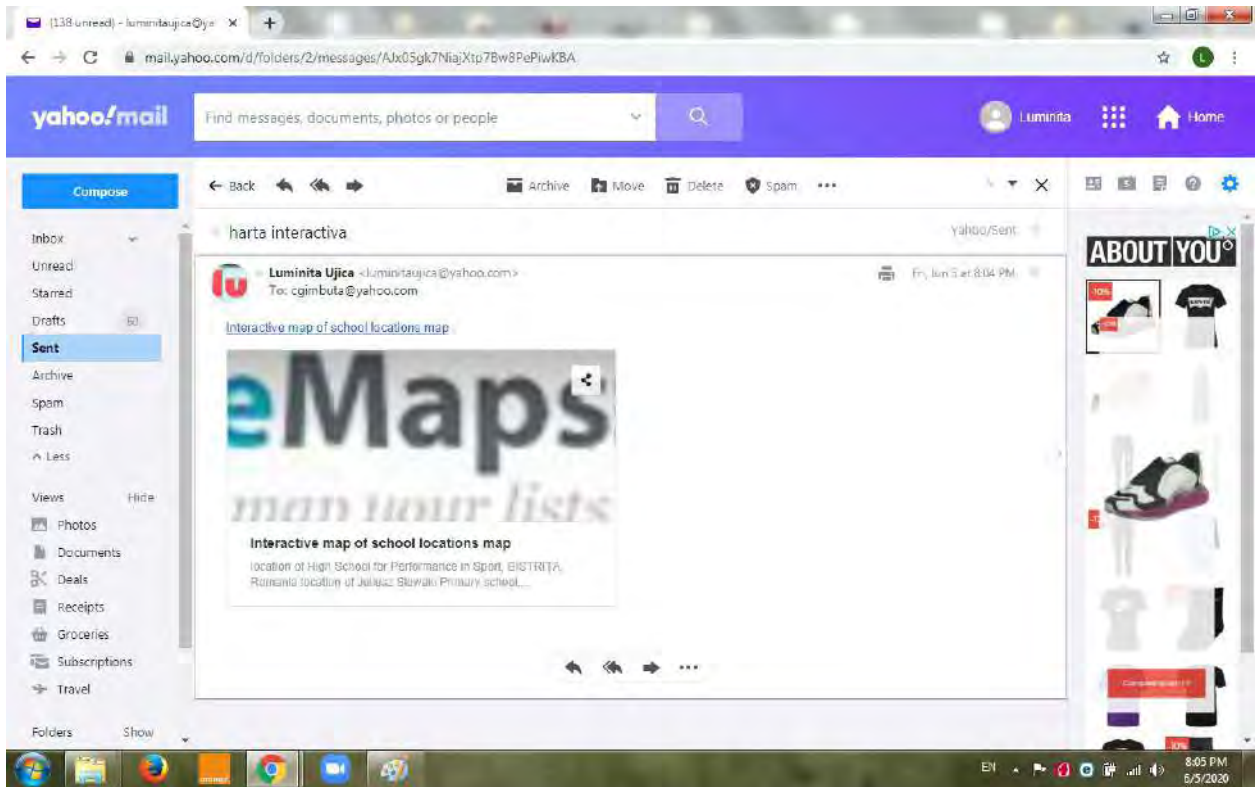 (138 unread) - luminitaujica@ya
mail.yahoo.com/d/folders/2/messages/AJx05gk7NiajXtp7Bw8PePiwKBA
L
yahoo!mail
Find messages, documents, photos or people
Luminita
Home
Compose
Back
Archive
Move
Delete
Spam
Inbox
Unread
Starred
Drafts
Sent
Archive
Spam
Trash
Less
Views Hide
Photos
Documents
Deals
Receipts
Groceries
Subscriptions
Travel
Folders Show
harta interactiva
Yahoo/Sent
Luminita Ujica <luminitaujica@yahoo.com>
To: cgimbuta@yahoo.com
Fri, Jun 5 at 8:04 PM
Interactive map of school locations map
eMaps
map your lists
Interactive map of school locations map
location of High School for Performance in Sport, BISTRIȚA,
Romania location of Juliusz Slowaki Primary school,...
ABOUT YOU°
-10%
EN
8:05 PM
6/5/2020